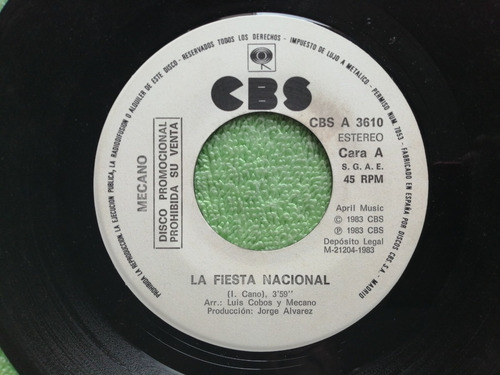 PROHIBIDA LA REPRODUCCION, LA EJECUCION PUBLICA, LA RADIODIFUSION O ALQUILER DE ESTE DISCO - RESERVADOS TODOS LOS DERECHOS - IMPUESTO DE LUJO A METALICO - PERMISO NUM. 7053 - FABRICADO EN ESPAÑA POR DISCOS CBS, S.A. - MADRID
CBS
MECANO
DISCO PROMOCIONAL
PROHIBIDA SU VENTA
CBS A 3610
ESTEREO
Cara A
S. G. A. E.
45 RPM
April Music
© 1983 CBS
Ⓟ 1983 CBS
Depósito Legal
M-21204-1983
LA FIESTA NACIONAL
(I. Cano). 3'59"
Arr.: Luis Cobos y Mecano
Producción: Jorge Alvarez